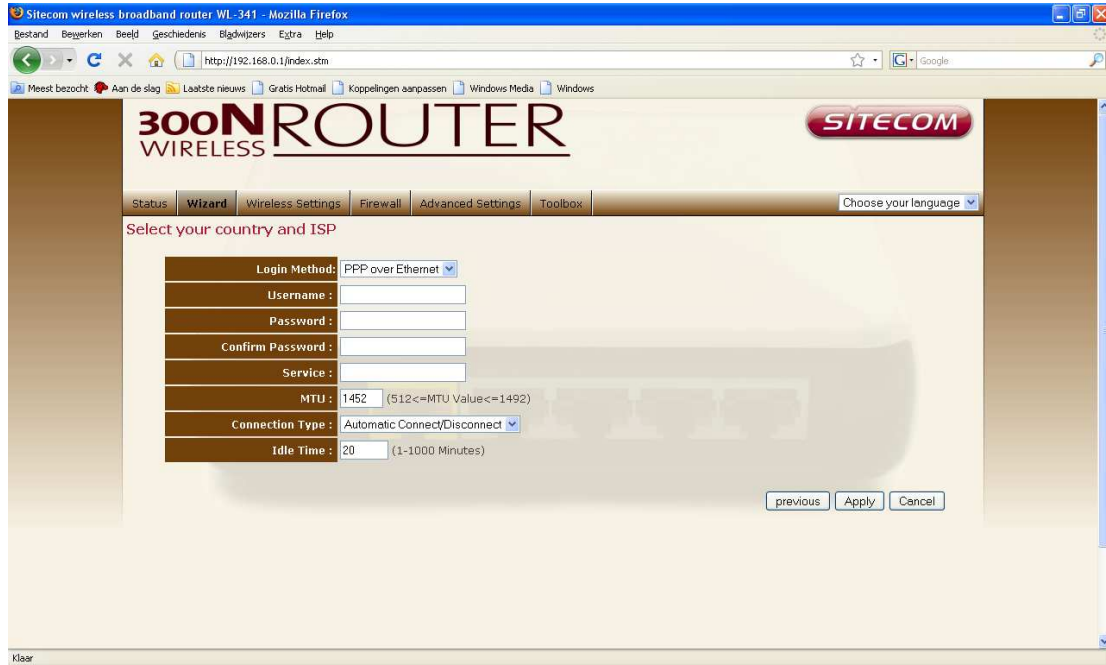 Sitecom wireless broadband router WL-341 - Mozilla Firefox
Bestand Bewerken Beeld Geschiedenis Bladwijzers Extra Help
http://192.168.0.1/index.stm
G Google
Meest bezocht Aan de slag Laatste nieuws Gratis Hotmail Koppelingen aanpassen Windows Media Windows
300N ROUTER
WIRELESS
SITECOM
Status Wizard Wireless Settings Firewall Advanced Settings Toolbox
Choose your language
Select your country and ISP
Login Method: PPP over Ethernet
Username :
Password :
Confirm Password :
Service :
MTU : 1452 (512<=MTU Value<=1492)
Connection Type : Automatic Connect/Disconnect
Idle Time : 20 (1-1000 Minutes)
previous Apply Cancel
Klaar